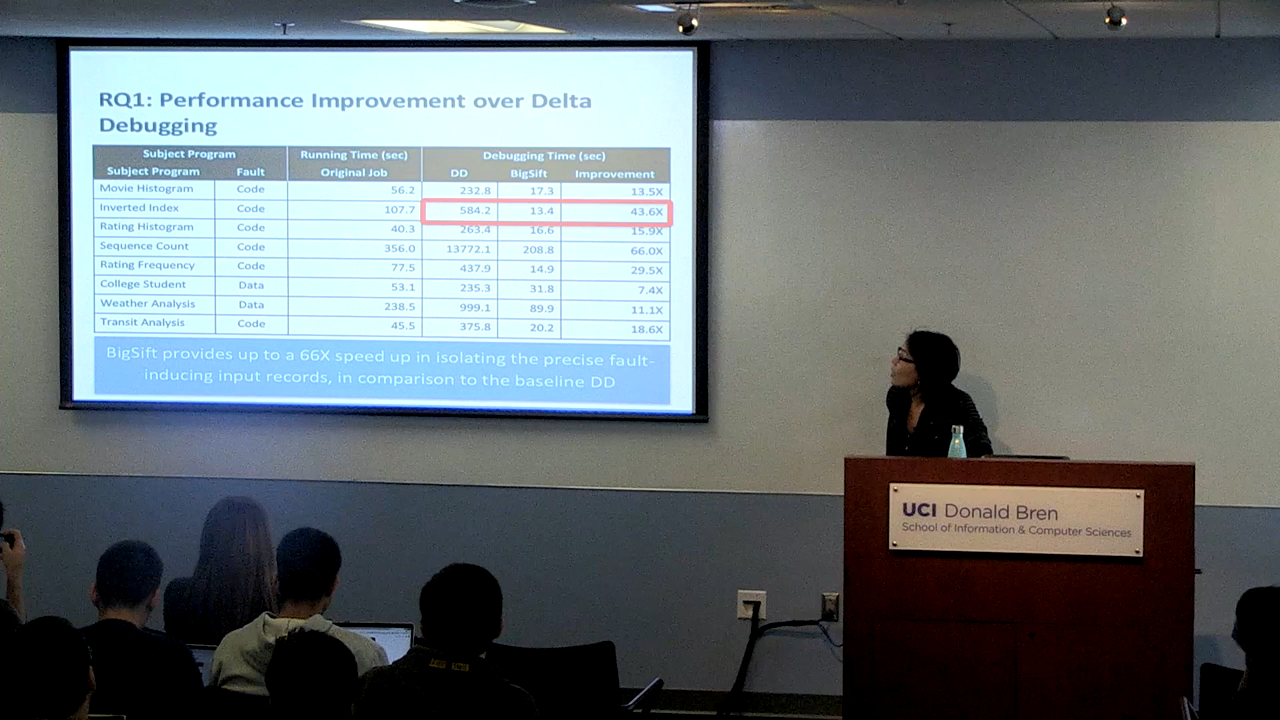 RQ1: Performance Improvement over Delta
Debugging
Subject Program Running Time (sec) Debugging Time (sec)
Subject Program Fault Original Job DD BigSift Improvement
Movie Histogram Code 56.2 232.8 17.3 13.5X
Inverted Index Code 107.7 584.2 13.4 43.6X
Rating Histogram Code 40.3 263.4 16.6 15.9X
Sequence Count Code 356.0 13772.1 208.8 66.0X
Rating Frequency Code 77.5 437.9 14.9 29.5X
College Student Data 53.1 235.3 31.8 7.4X
Weather Analysis Data 238.5 999.1 89.9 11.1X
Transit Analysis Code 45.5 375.8 20.2 18.6X
BigSift provides up to a 66X speed up in isolating the precise fault-
inducing input records, in comparison to the baseline DD
UCI Donald Bren
School of Information & Computer Sciences